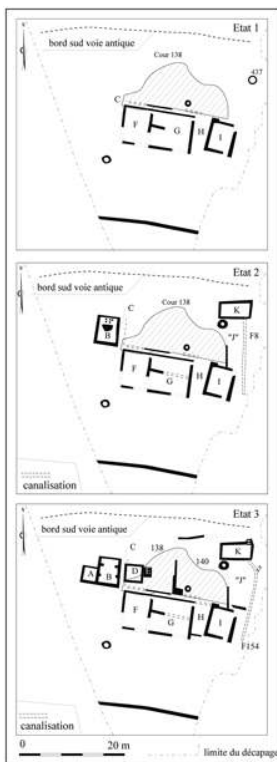 Etat 1
N
bord sud voie antique
Cour 138
437
C
F
G
H
I
Etat 2
bord sud voie antique
Cour 138
C
K
B
"J"
F8
F
G
H
I
canalisation
Etat 3
bord sud voie antique
C
138
140
K
A
B
D
"J"
F
G
H
I
F154
canalisation
0
20 m
limite du décapage